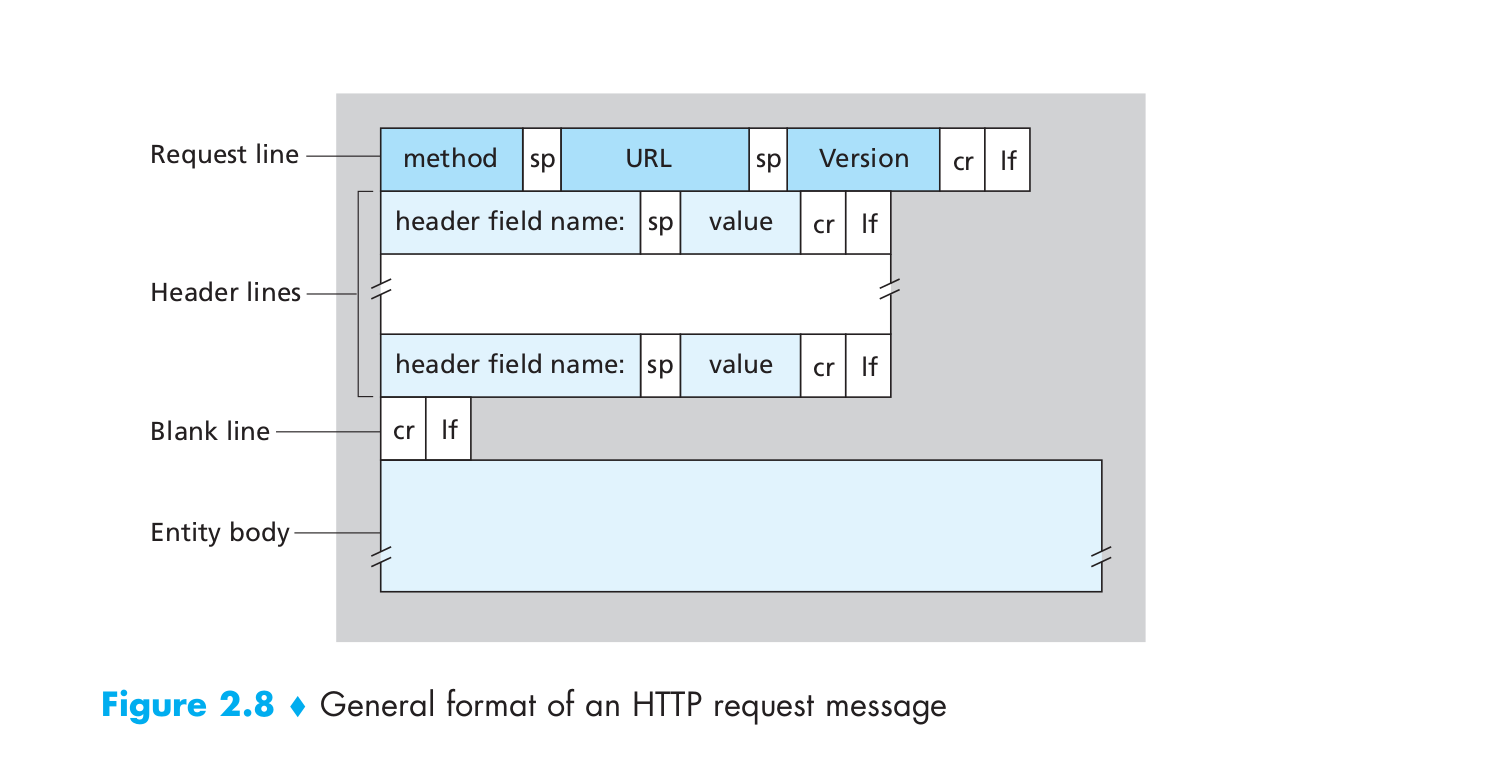 Request line method sp URL sp Version cr lf
header field name: sp value cr lf
Header lines
header field name: sp value cr lf
Blank line cr lf
Entity body
Figure 2.8 ♦ General format of an HTTP request message